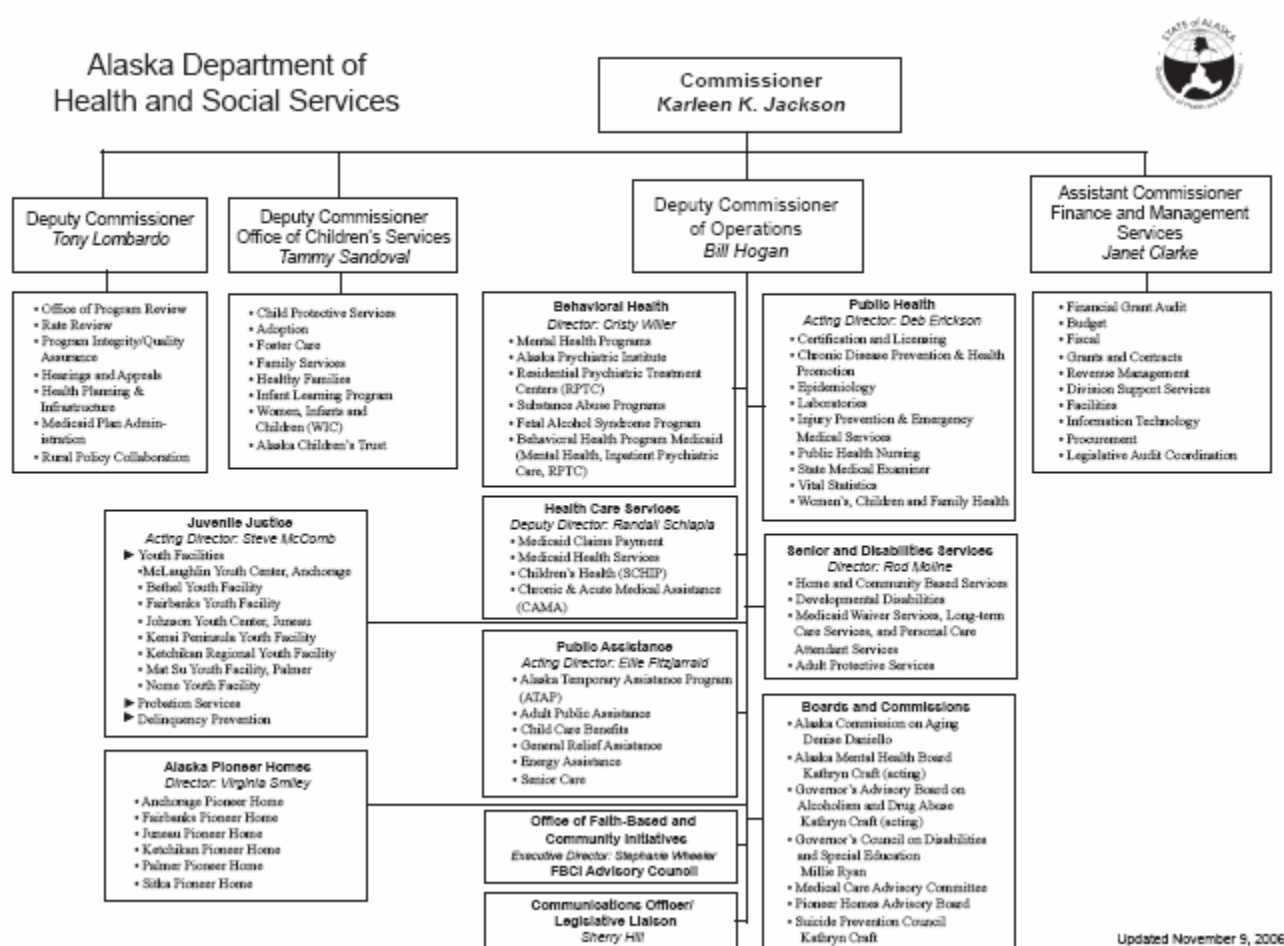 STATE of ALASKA
Department of Health and Social Services
Alaska Department of
Health and Social Services
Commissioner
Karleen K. Jackson
Deputy Commissioner
Tony Lombardo
• Office of Program Review
• Rate Review
• Program Integrity/Quality
Assurance
• Hearings and Appeals
• Health Planning &
Infrastructure
• Medicaid Plan Admin-
istration
• Rural Policy Collaboration
Deputy Commissioner
Office of Children's Services
Tammy Sandoval
• Child Protective Services
• Adoption
• Foster Care
• Family Services
• Healthy Families
• Infant Learning Program
• Women, Infants and
Children (WIC)
• Alaska Children's Trust
Deputy Commissioner
of Operations
Bill Hogan
Assistant Commissioner
Finance and Management
Services
Janet Clarke
• Financial Grant Audit
• Budget
• Fiscal
• Grants and Contracts
• Revenue Management
• Division Support Services
• Facilities
• Information Technology
• Procurement
• Legislative Audit Coordination
Behavioral Health
Director: Cristy Willer
• Mental Health Programs
• Alaska Psychiatric Institute
• Residential Psychiatric Treatment
Centers (RPTC)
• Substance Abuse Programs
• Fetal Alcohol Syndrome Program
• Behavioral Health Program Medicaid
(Mental Health, Inpatient Psychiatric
Care, RPTC)
Public Health
Acting Director: Deb Erickson
• Certification and Licensing
• Chronic Disease Prevention & Health
Promotion
• Epidemiology
• Laboratories
• Injury Prevention & Emergency
Medical Services
• Public Health Nursing
• State Medical Examiner
• Vital Statistics
• Women's, Children and Family Health
Juvenile Justice
Acting Director: Steve McComb
► Youth Facilities
•McLaughlin Youth Center, Anchorage
• Bethel Youth Facility
• Fairbanks Youth Facility
• Johnson Youth Center, Juneau
• Kenai Peninsula Youth Facility
• Ketchikan Regional Youth Facility
• Mat Su Youth Facility, Palmer
• Nome Youth Facility
► Probation Services
► Delinquency Prevention
Health Care Services
Deputy Director: Randall Schlapia
• Medicaid Claims Payment
• Medicaid Health Services
• Children's Health (SCHIP)
• Chronic & Acute Medical Assistance
(CAMA)
Senior and Disabilities Services
Director: Rod Moline
• Home and Community Based Services
• Developmental Disabilities
• Medicaid Waiver Services, Long-term
Care Services, and Personal Care
Attendant Services
• Adult Protective Services
Public Assistance
Acting Director: Ellie Fitzjarrald
• Alaska Temporary Assistance Program
(ATAP)
• Adult Public Assistance
• Child Care Benefits
• General Relief Assistance
• Energy Assistance
• Senior Care
Boards and Commissions
• Alaska Commission on Aging
Denise Daniello
• Alaska Mental Health Board
Kathryn Craft (acting)
• Governor's Advisory Board on
Alcoholism and Drug Abuse
Kathryn Craft (acting)
• Governor's Council on Disabilities
and Special Education
Millie Ryan
• Medical Care Advisory Committee
• Pioneer Homes Advisory Board
• Suicide Prevention Council
Kathryn Craft
Alaska Pioneer Homes
Director: Virginia Smiley
• Anchorage Pioneer Home
• Fairbanks Pioneer Home
• Juneau Pioneer Home
• Ketchikan Pioneer Home
• Palmer Pioneer Home
• Sitka Pioneer Home
Office of Faith-Based and
Community Initiatives
Executive Director: Stephanie Wheeler
FBCI Advisory Council
Communications Officer/
Legislative Liaison
Sherry Hill
Updated November 9, 2006